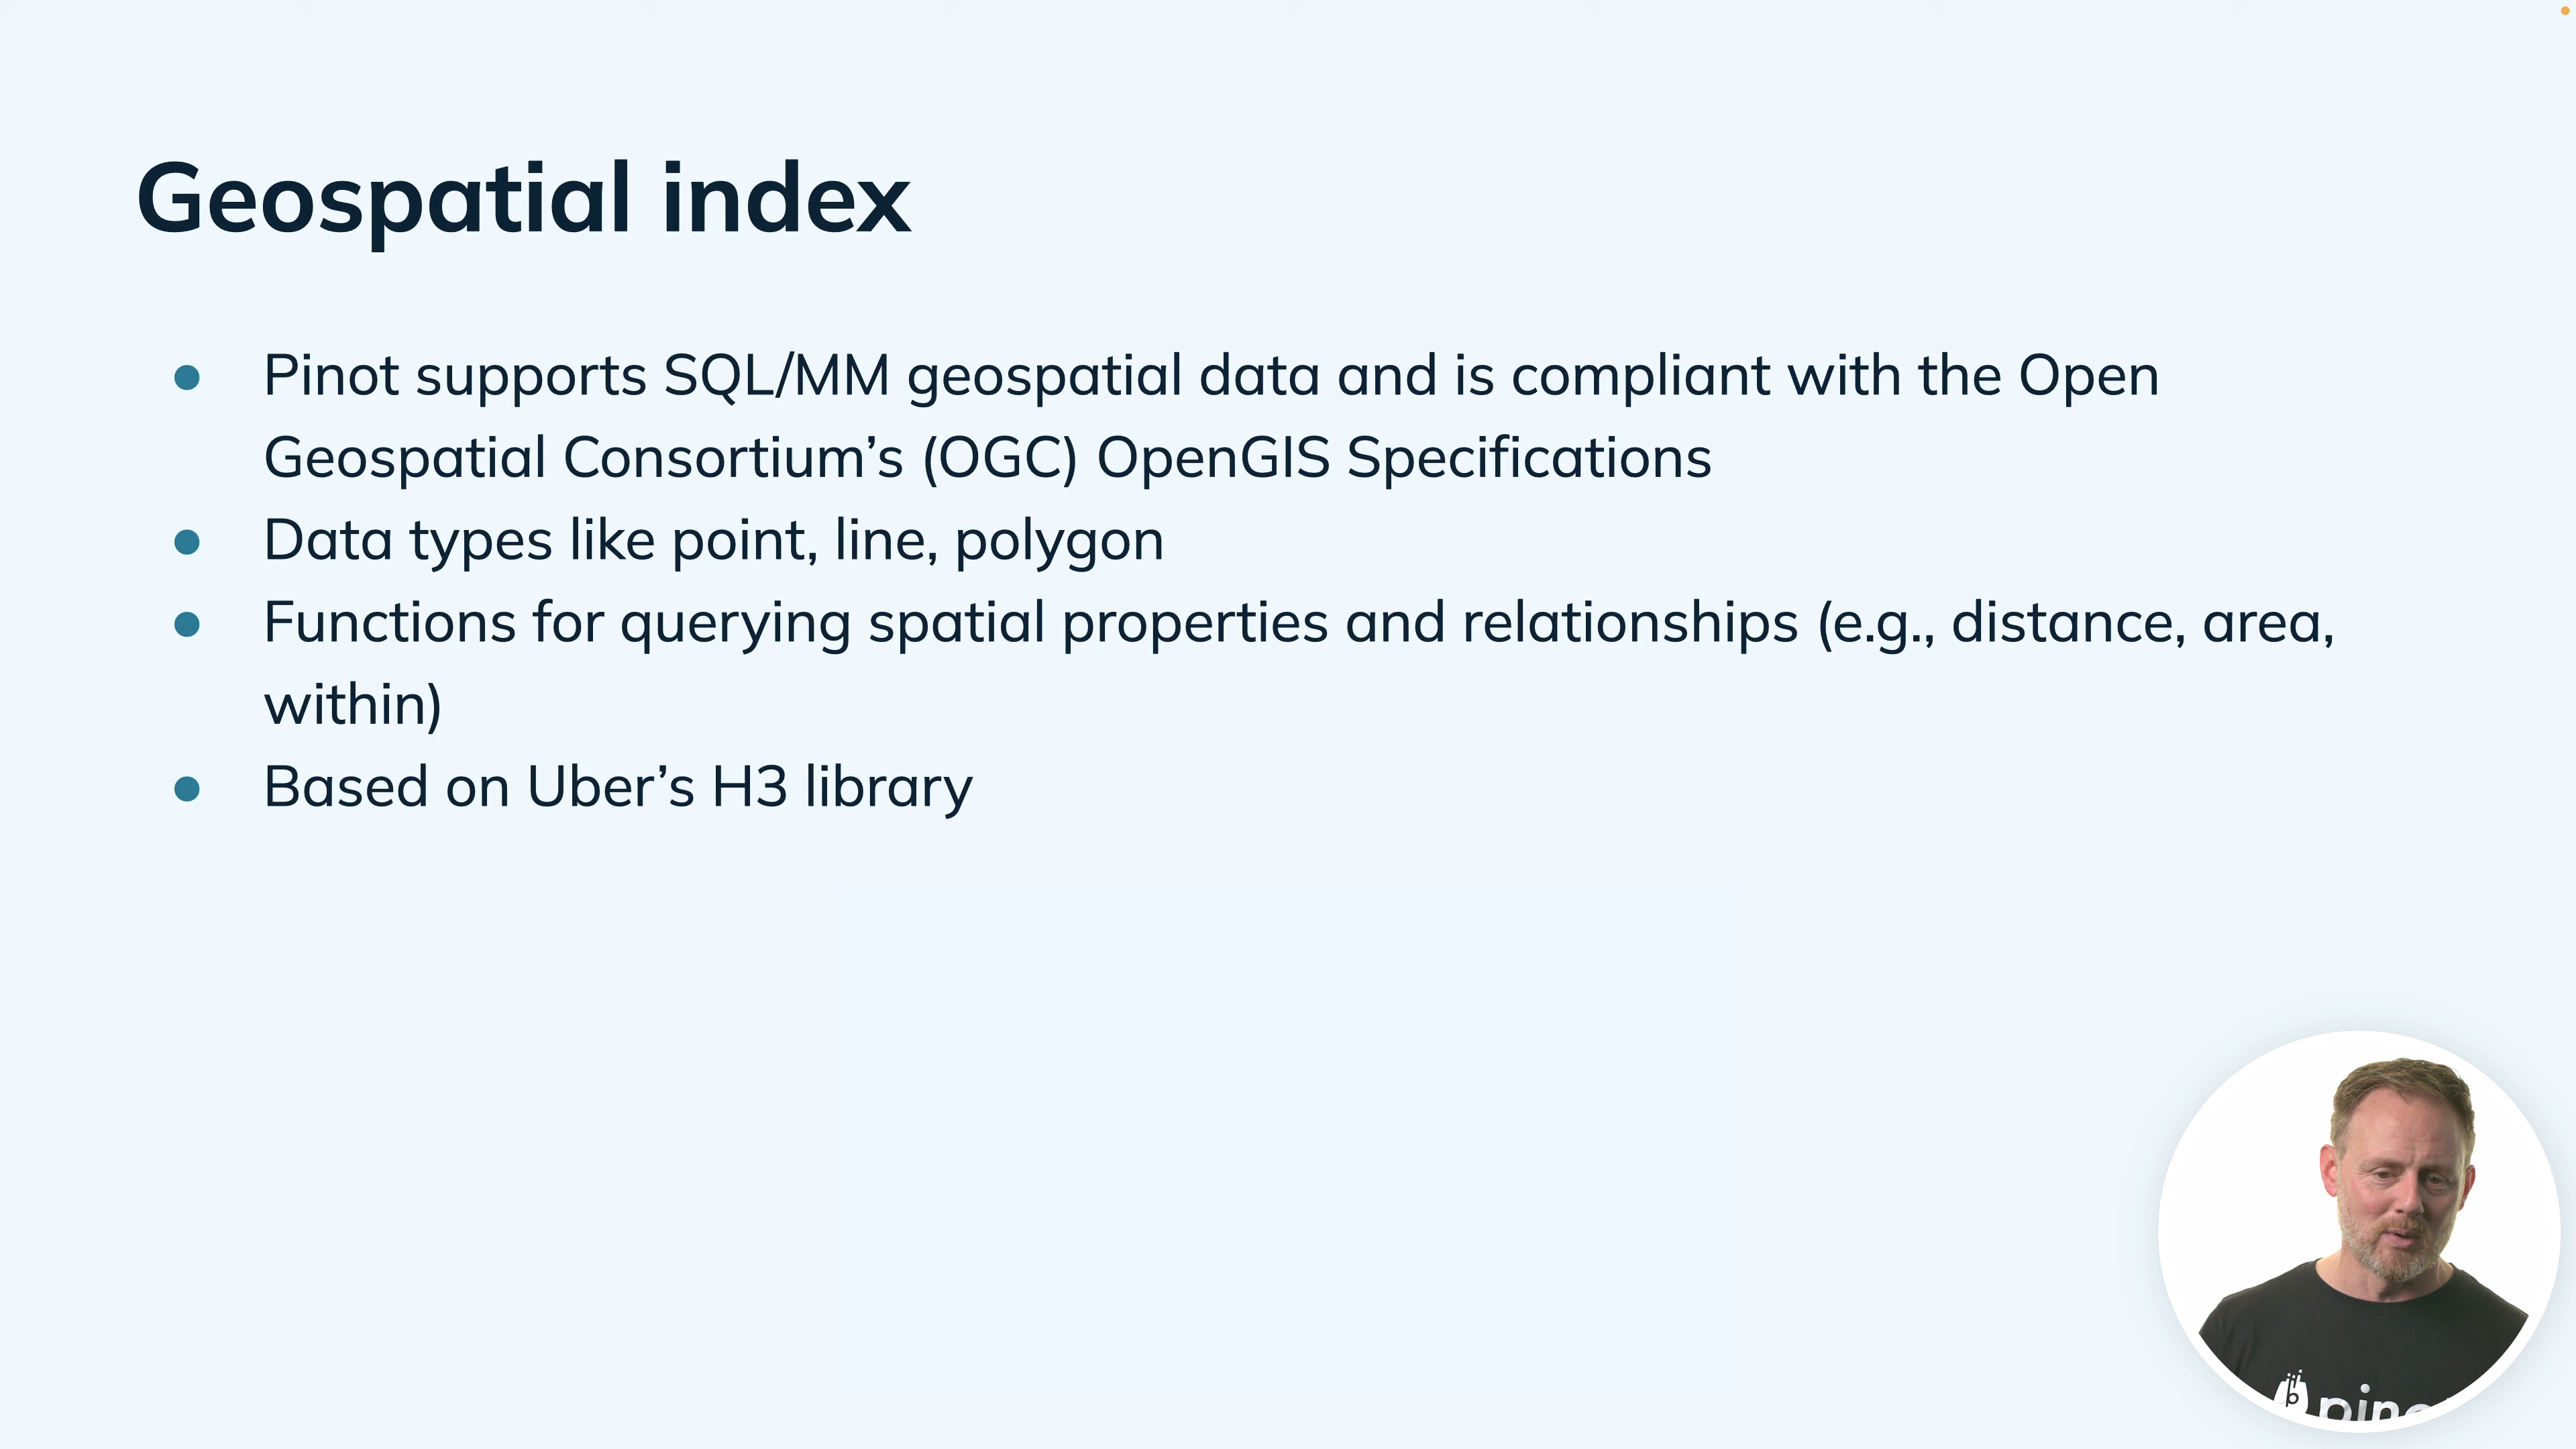 Geospatial index
● Pinot supports SQL/MM geospatial data and is compliant with the Open
Geospatial Consortium’s (OGC) OpenGIS Specifications
● Data types like point, line, polygon
● Functions for querying spatial properties and relationships (e.g., distance, area,
within)
● Based on Uber’s H3 library